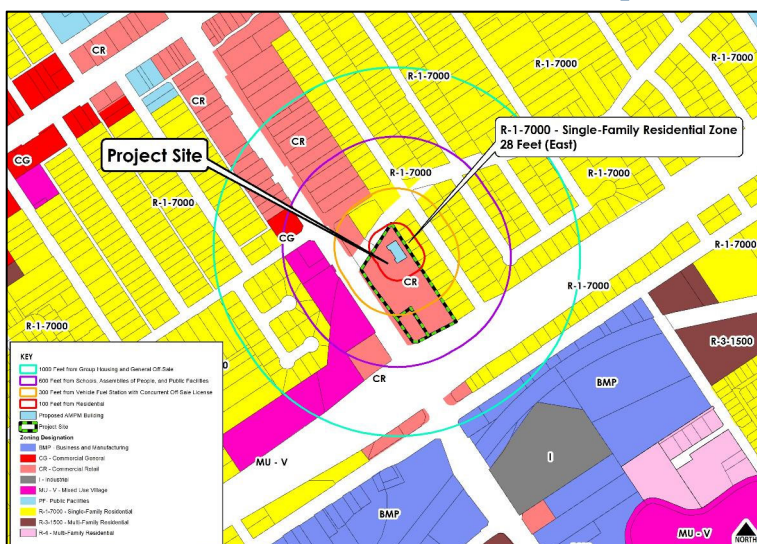 CR
R-1-7000
R-1-7000
R-1-7000
CR
R-1-7000 - Single-Family Residential Zone
28 Feet (East)
Project Site
CR
CG
R-1-7000
R-1-7000
R-1-7000
CG
R-1-7000
CR
R-1-7000
R-1-7000
R-3-1500
CR
BMP
MU - V
I
BMP
MU - V
KEY
1000 Feet from Group Housing and General Off Sale
600 Feet from Schools, Assemblies of People, and Public Facilities
300 Feet from Vehicle Fuel Station with Concurrent Off Sale License
100 Feet from Residential
Proposed AMPM Building
Project Site
Zoning Designation
BMP - Business and Manufacturing
CG - Commercial General
CR - Commercial Retail
I - Industrial
MU - V - Mixed Use Village
PF- Public Facilities
R-1-7000 - Single-Family Residential
R-3-1500 - Multi-Family Residential
R-4 - Multi-Family Residential
NORTH